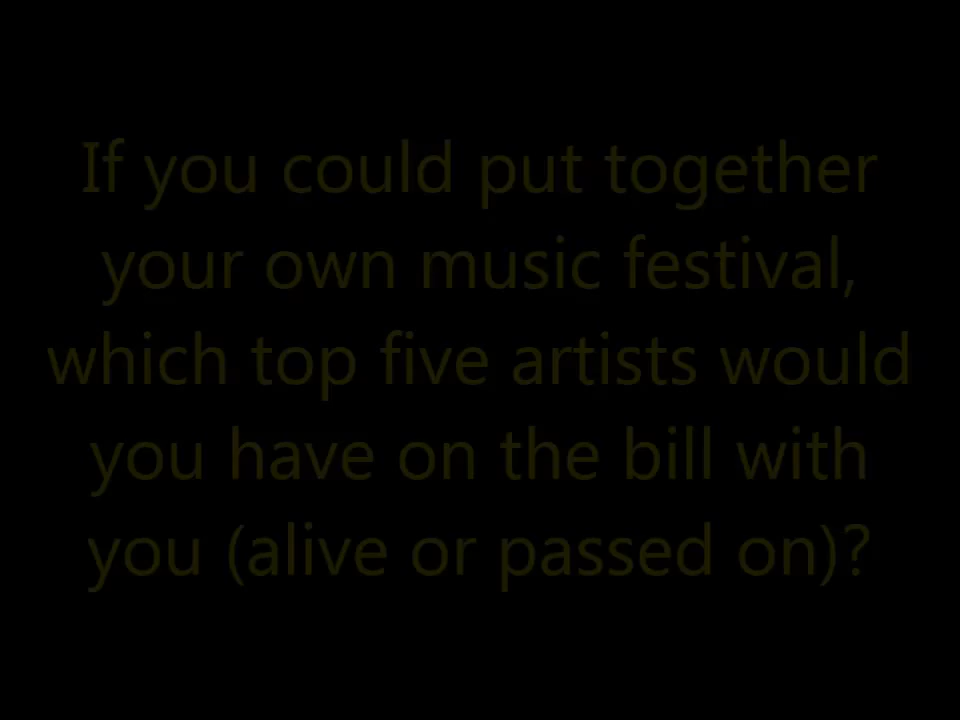 If you could put together
your own music festival,
which top five artists would
you have on the bill with
you (alive or passed on)?